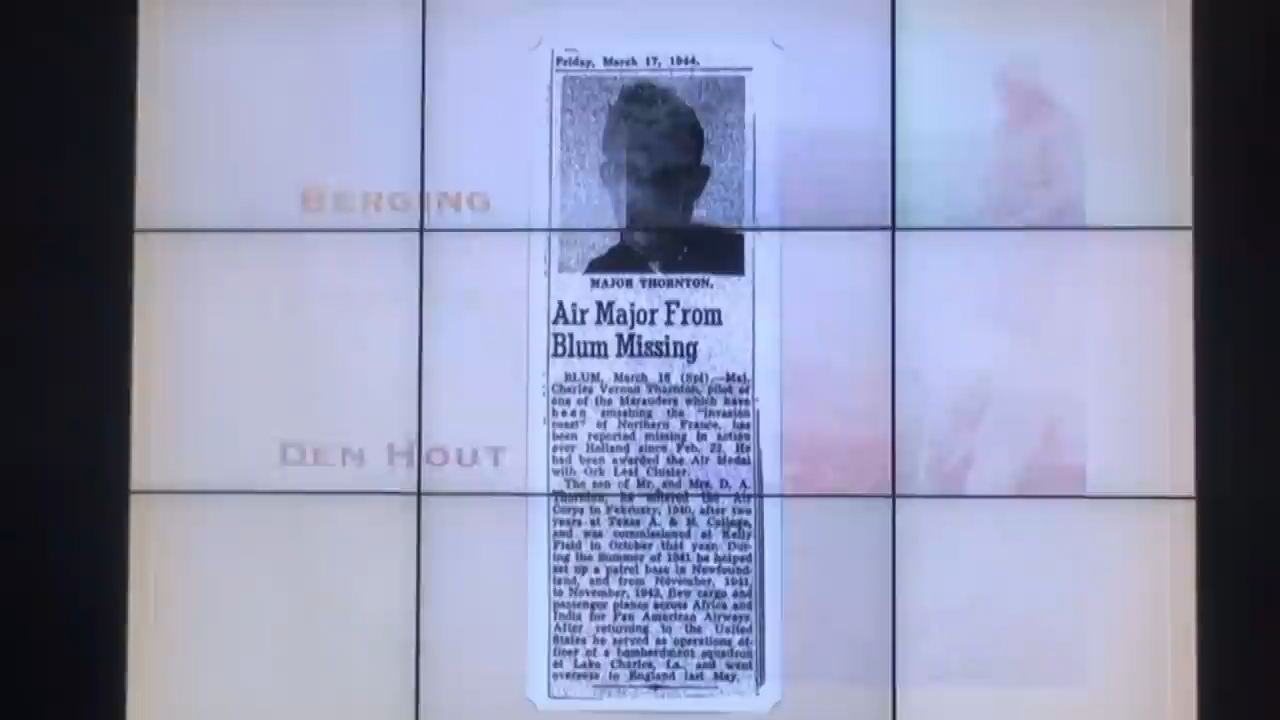 Friday, March 17, 1944.
BERGING
MAJOR THORNTON.
Air Major From
Blum Missing
BLUM, March 16 (Spl).—Maj.
Charles Vernon Thornton, pilot of
one of the Marauders which have
been smashing the "invasion
coast" of Northern France, has
been reported missing in action
over Holland since Feb. 22. He
had been awarded the Air Medal
with Ork Leaf Cluster.
DEN HOUT
The son of Mr. and Mrs. D. A.
Thornton, he entered the Air
Corps in February, 1940, after two
years at Texas A. & M. College,
and was commissioned at Kelly
Field in October that year. Dur-
ing the Summer of 1941 he helped
set up a patrol base in Newfound-
land, and from November, 1941,
to November, 1942, flew cargo and
passenger planes across Africa and
India for Pan American Airways.
After returning to the United
States he served as operations of-
ficer of a bombardment squadron
at Lake Charles, La., and went
overseas to England last May.